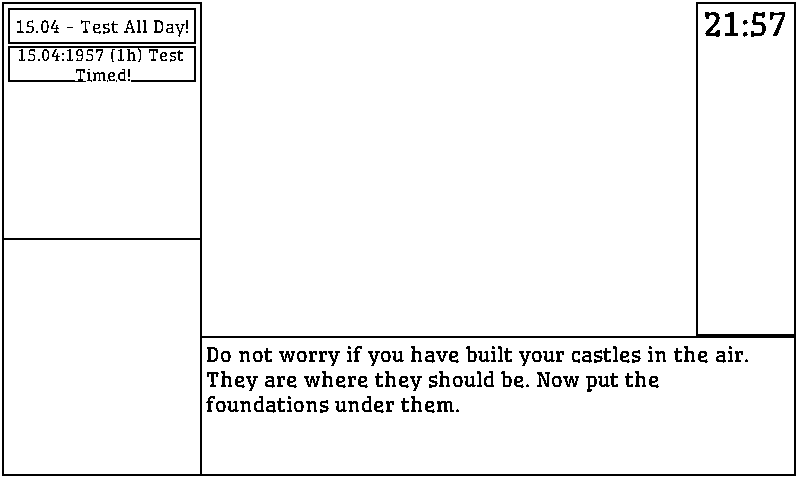 15.04 - Test All Day!
15.04:1957 (1h) Test
Timed!
21:57
Do not worry if you have built your castles in the air.
They are where they should be. Now put the
foundations under them.